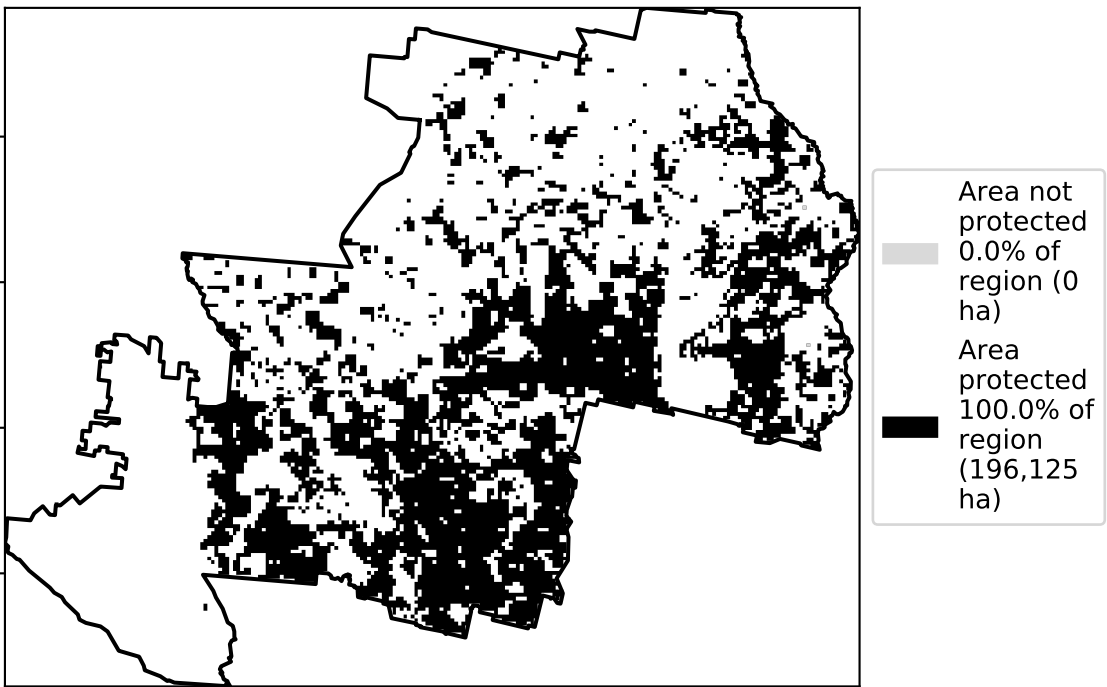 Area not
protected
0.0% of
region (0
ha)
Area
protected
100.0% of
region
(196,125
ha)